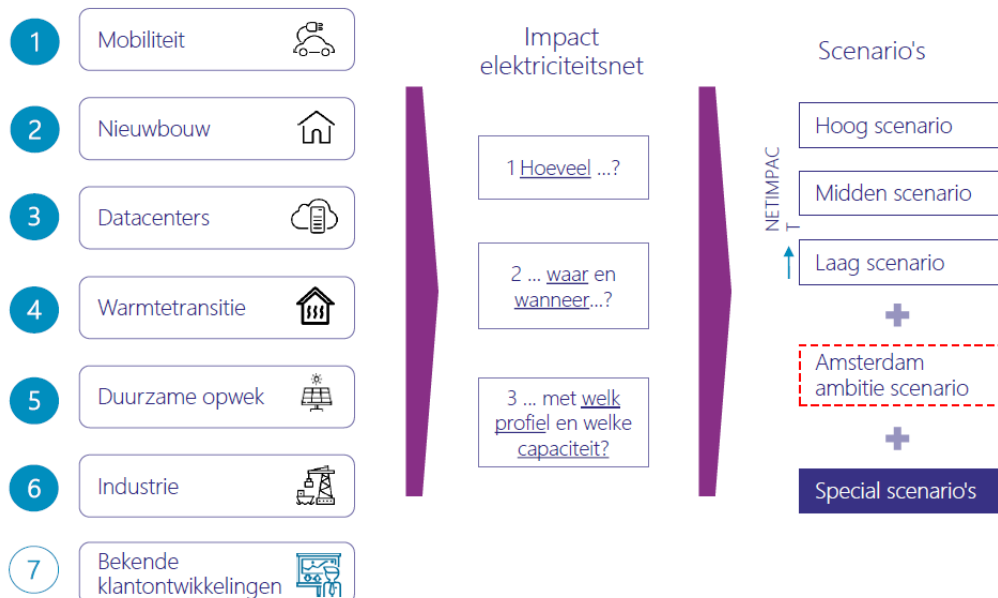 1
Mobiliteit
2
Nieuwbouw
3
Datacenters
4
Warmtetransitie
5
Duurzame opwek
6
Industrie
7
Bekende
klantontwikkelingen
Impact
elektriciteitsnet
1 Hoeveel ...?
2 ... waar en
wanneer...?
3 ... met welk
profiel en welke
capaciteit?
Scenario's
NETIMPAC
T
Hoog scenario
Midden scenario
Laag scenario
Amsterdam
ambitie scenario
Special scenario's